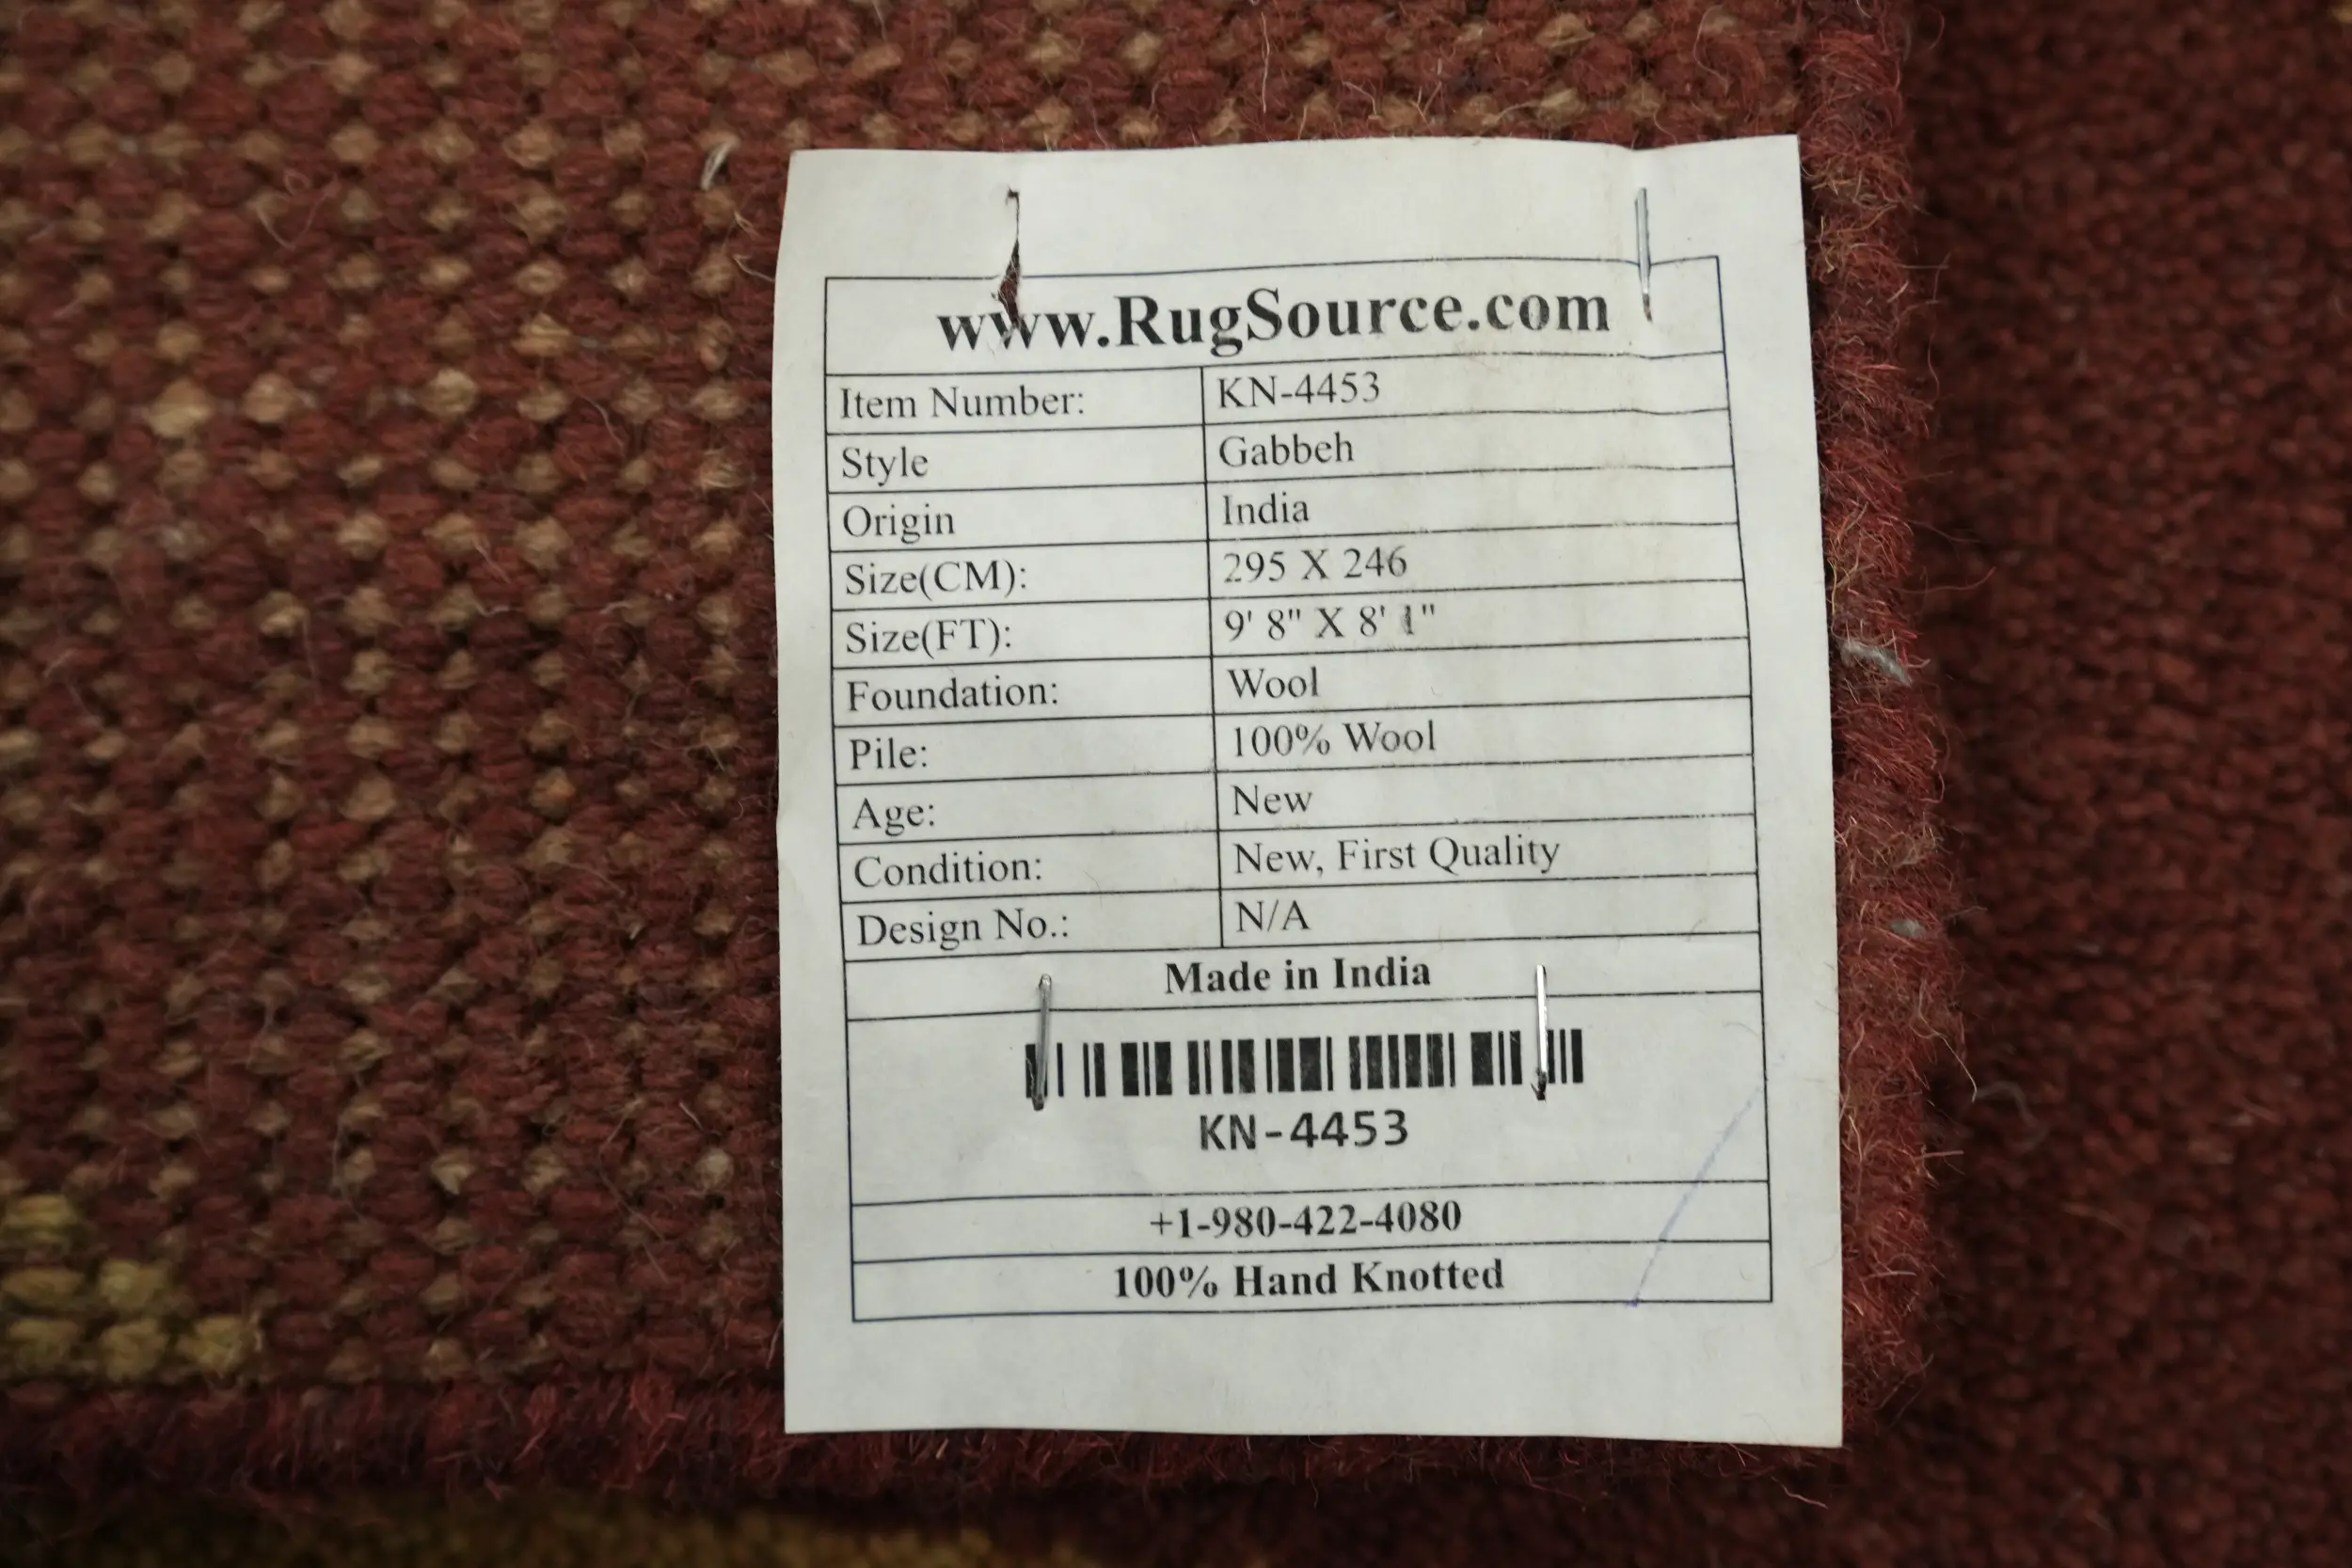 www.RugSource.com
Item Number: KN-4453
Style Gabbeh
Origin India
Size(CM): 295 X 246
Size(FT): 9' 8" X 8' 1"
Foundation: Wool
Pile: 100% Wool
Age: New
Condition: New, First Quality
Design No.: N/A
Made in India
KN-4453
+1-980-422-4080
100% Hand Knotted